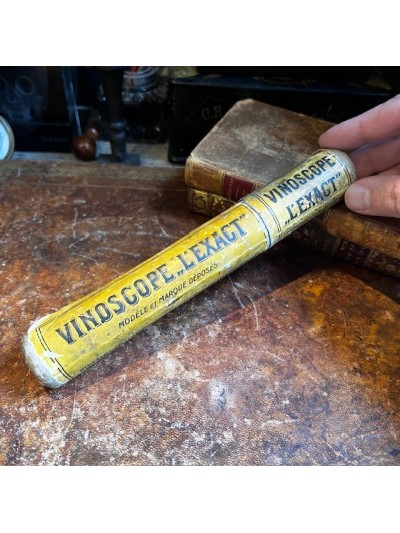 VINOSCOPE „L'EXACT"
MODÈLE ET MARQUE DÉPOSÉS
VINOSCOPE
„L'EXACT"